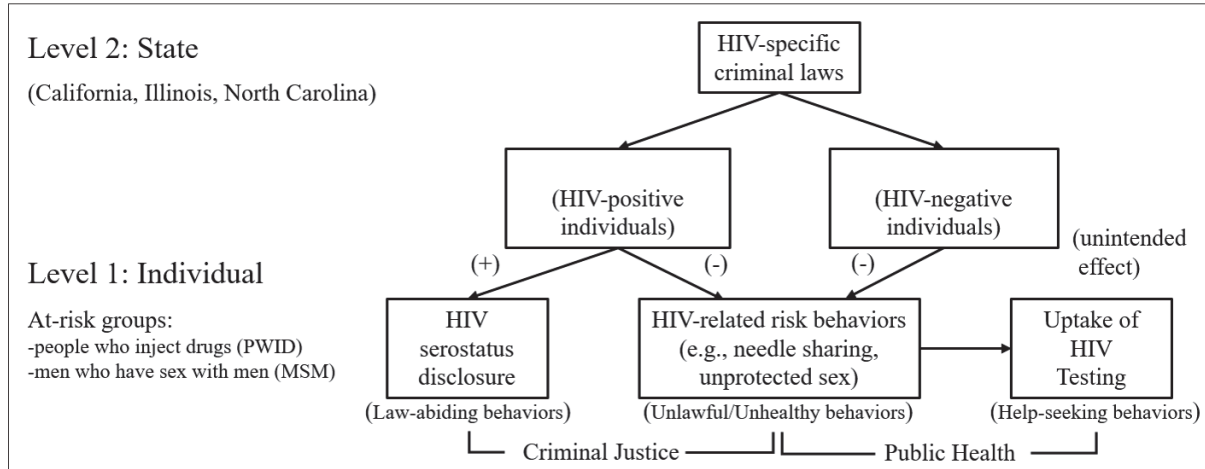 Level 2: State
(California, Illinois, North Carolina)
HIV-specific
criminal laws
(HIV-positive
individuals)
(HIV-negative
individuals)
(unintended
effect)
Level 1: Individual
(+)
(-)
(-)
At-risk groups:
-people who inject drugs (PWID)
-men who have sex with men (MSM)
HIV
serostatus
disclosure
HIV-related risk behaviors
(e.g., needle sharing,
unprotected sex)
Uptake of
HIV
Testing
(Law-abiding behaviors)
(Unlawful/Unhealthy behaviors)
(Help-seeking behaviors)
Criminal Justice
Public Health